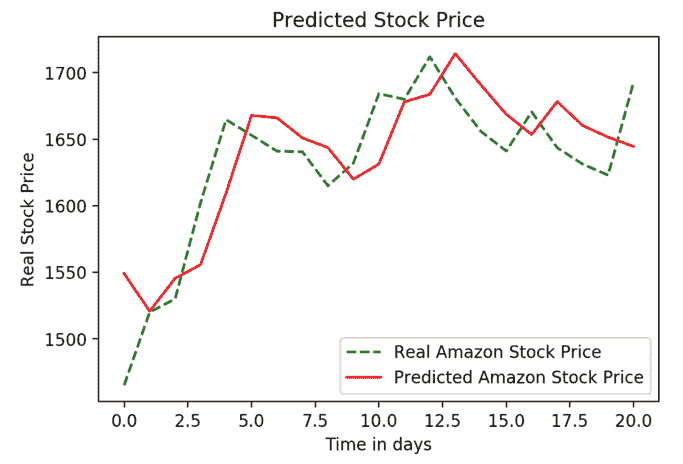 Predicted Stock Price
Real Stock Price
1700
1650
1600
1550
1500
Real Amazon Stock Price
Predicted Amazon Stock Price
0.0 2.5 5.0 7.5 10.0 12.5 15.0 17.5 20.0
Time in days